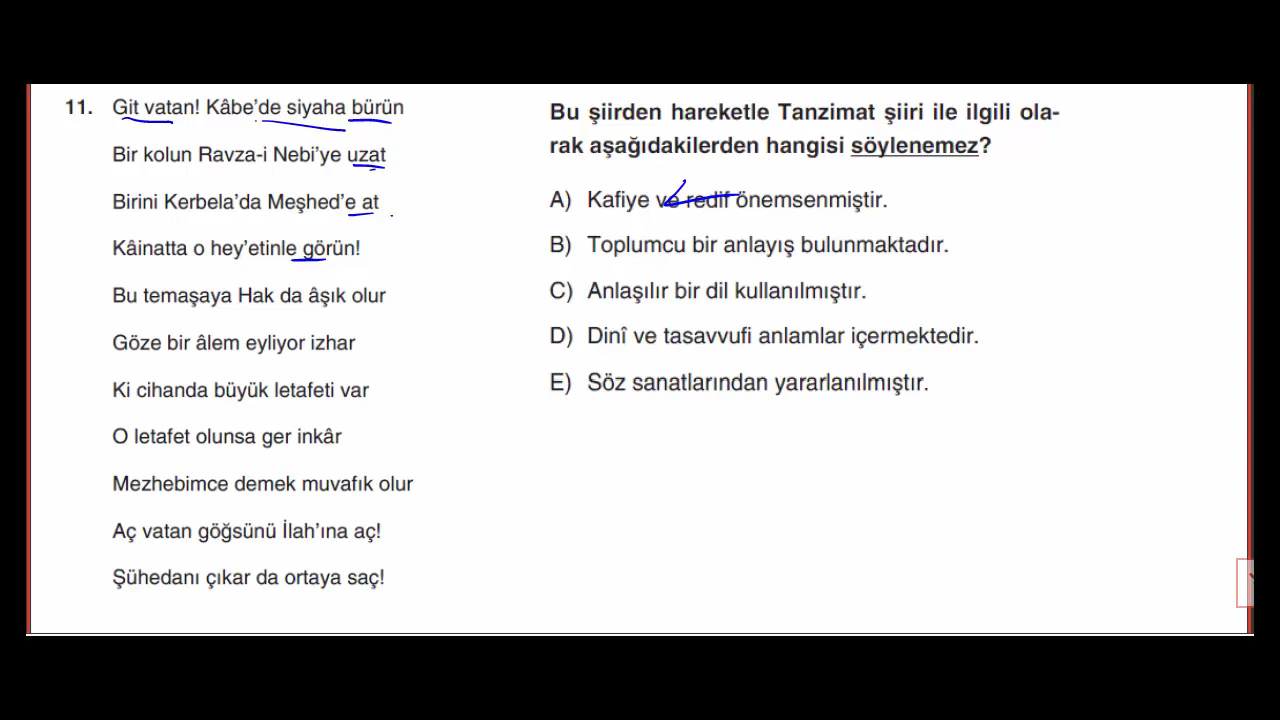 11. Git vatan! Kâbe'de siyaha bürün
Bir kolun Ravza-i Nebi'ye uzat
Birini Kerbela'da Meşhed'e at
Kâinatta o hey'etinle görün!
Bu temaşaya Hak da âşık olur
Göze bir âlem eyliyor izhar
Ki cihanda büyük letafeti var
O letafet olunsa ger inkâr
Mezhebimce demek muvafık olur
Aç vatan göğsünü İlah'ına aç!
Şühedanı çıkar da ortaya saç!
Bu şiirden hareketle Tanzimat şiiri ile ilgili ola-
rak aşağıdakilerden hangisi söylenemez?
A) Kafiye ve redif önemsenmiştir.
B) Toplumcu bir anlayış bulunmaktadır.
C) Anlaşılır bir dil kullanılmıştır.
D) Dinî ve tasavvufi anlamlar içermektedir.
E) Söz sanatlarından yararlanılmıştır.